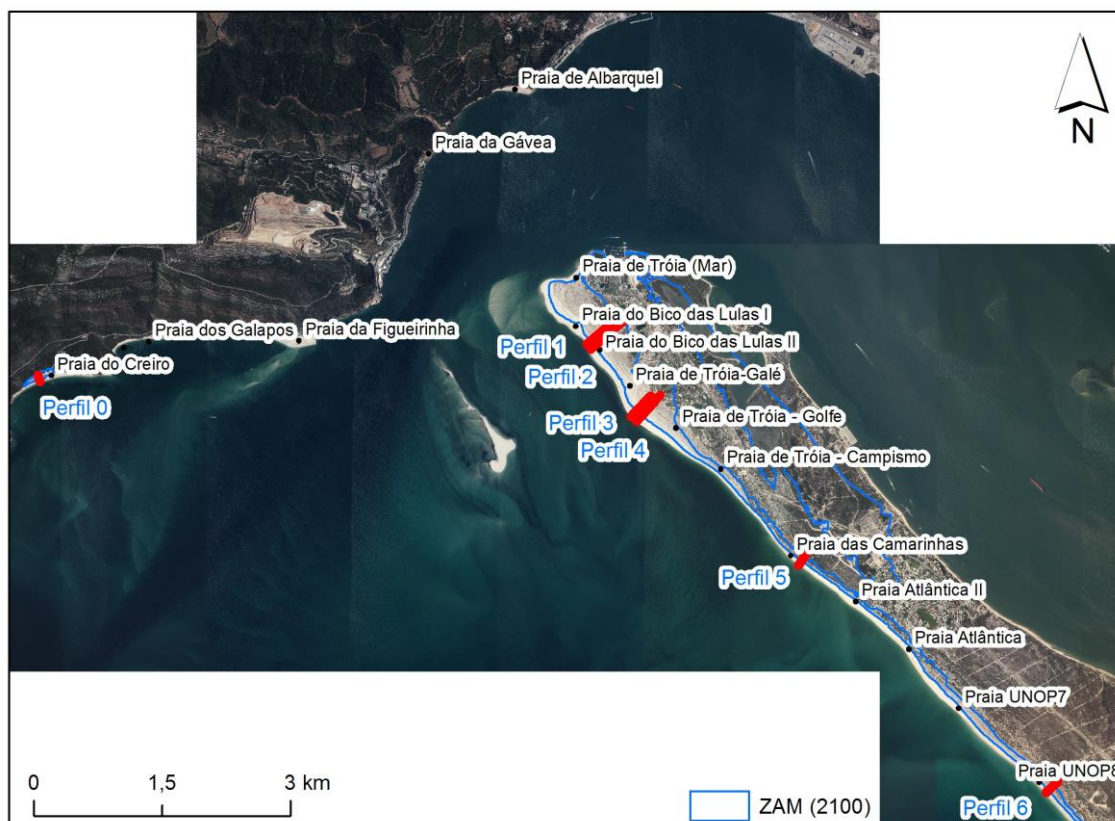 Praia de Albarquel
Praia da Gávea
N
Praia de Tróia (Mar)
Praia do Bico das Lulas I
Praia dos Galapos
Praia da Figueirinha
Perfil 1
Praia do Bico das Lulas II
Praia do Creiro
Perfil 2
Praia de Tróia-Galé
Perfil 0
Perfil 3
Praia de Tróia - Golfe
Perfil 4
Praia de Tróia - Campismo
Praia das Camarinhas
Perfil 5
Praia Atlântica II
Praia Atlântica
Praia UNOP7
Praia UNOP8
0 1,5 3 km
ZAM (2100)
Perfil 6